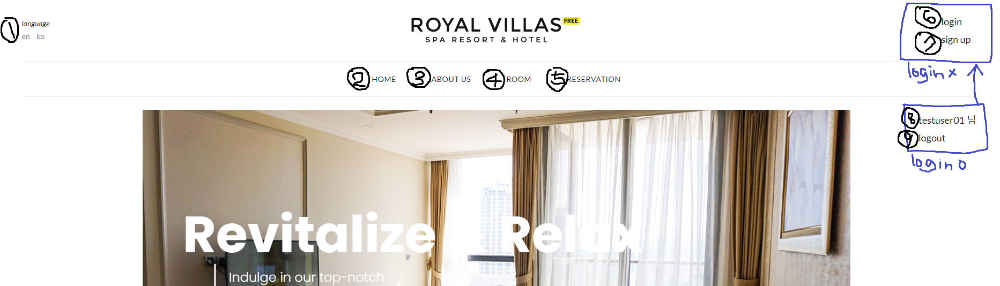 1 language
en ko
ROYAL VILLAS FREE
SPA RESORT & HOTEL
6 login
7 sign up
login x
2 HOME 3 ABOUT US 4 ROOM 5 RESERVATION
8 testuser01 님
9 logout
login o
Revitalize & Relax
Indulge in our top-notch